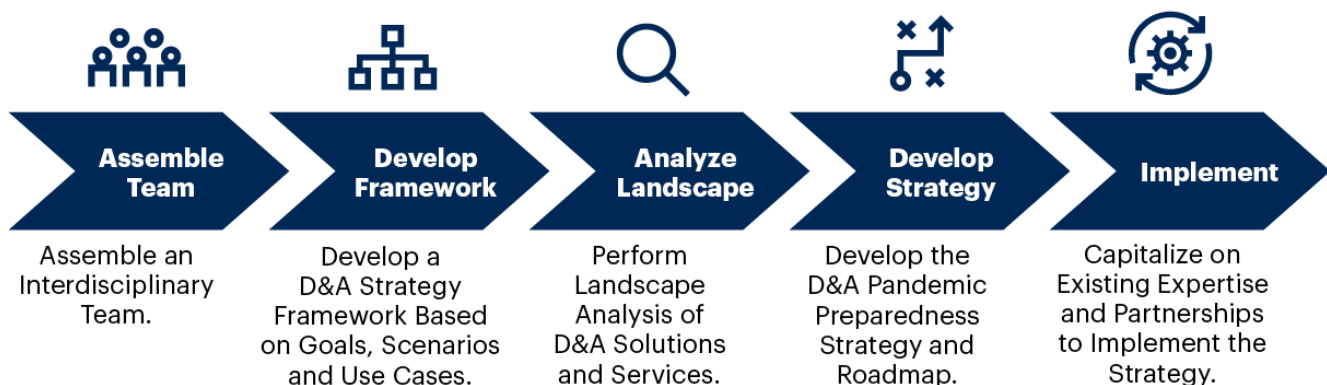 Assemble
Team
Develop
Framework
Analyze
Landscape
Develop
Strategy
Implement
Assemble an
Interdisciplinary
Team.
Develop a
D&A Strategy
Framework Based
on Goals, Scenarios
and Use Cases.
Perform
Landscape
Analysis of
D&A Solutions
and Services.
Develop the
D&A Pandemic
Preparedness
Strategy and
Roadmap.
Capitalize on
Existing Expertise
and Partnerships
to Implement the
Strategy.